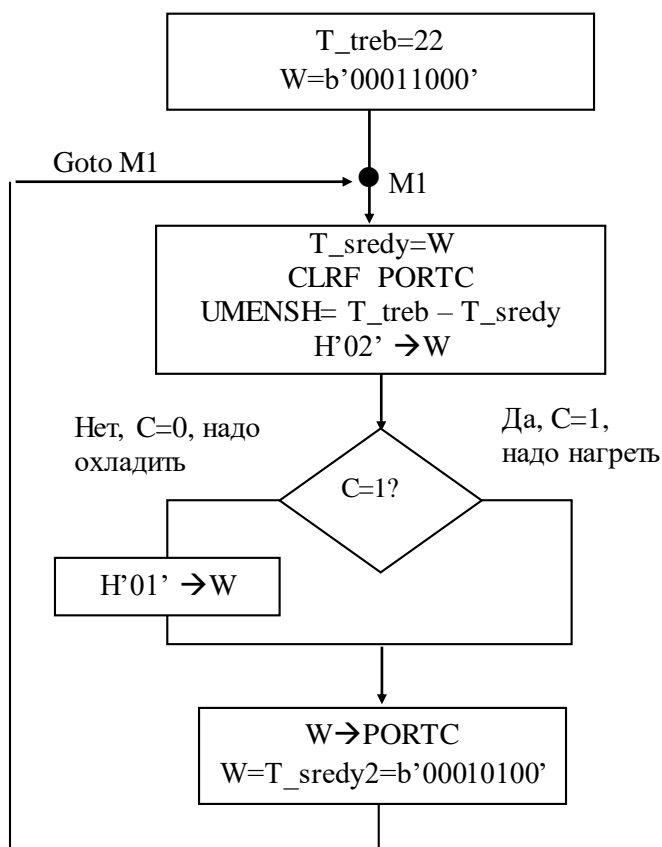 T_treb=22
W=b’00011000’
Goto M1
M1
T_sredy=W
CLRF PORTC
UMENSH= T_treb – T_sredy
H’02’ →W
Нет, C=0, надо
охладить
Да, C=1,
надо нагреть
C=1?
H’01’ →W
W→PORTC
W=T_sredy2=b’00010100’